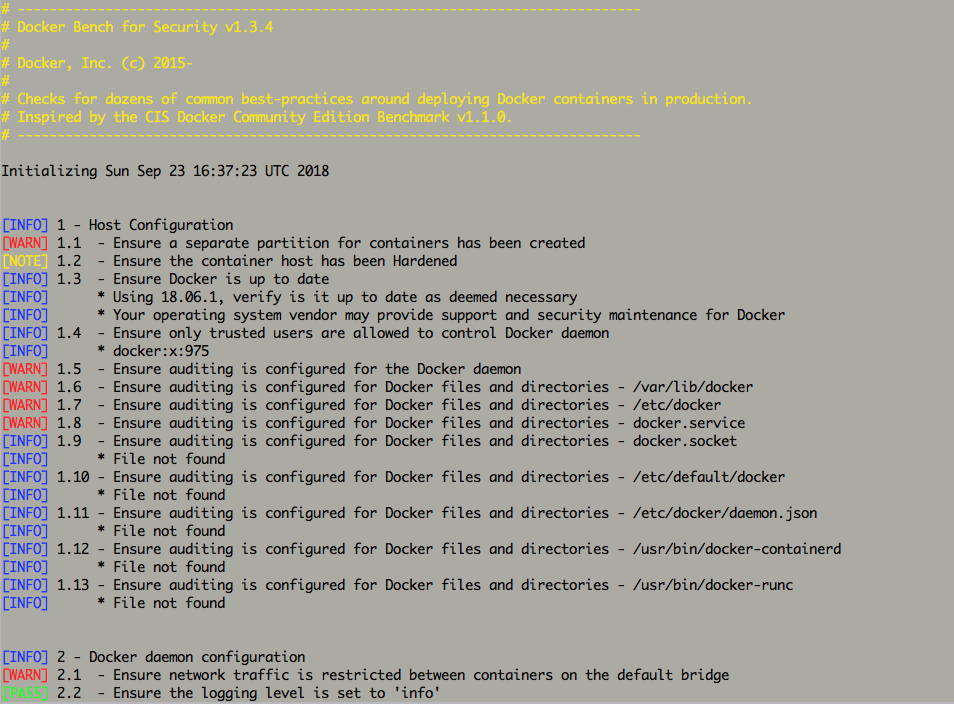 # ------------------------------------------------------------------------------
# Docker Bench for Security v1.3.4
#
# Docker, Inc. (c) 2015-
#
# Checks for dozens of common best-practices around deploying Docker containers in production.
# Inspired by the CIS Docker Community Edition Benchmark v1.1.0.
# ------------------------------------------------------------------------------
Initializing Sun Sep 23 16:37:23 UTC 2018
[INFO] 1 - Host Configuration
[WARN] 1.1  - Ensure a separate partition for containers has been created
[NOTE] 1.2  - Ensure the container host has been Hardened
[INFO] 1.3  - Ensure Docker is up to date
[INFO]      * Using 18.06.1, verify is it up to date as deemed necessary
[INFO]      * Your operating system vendor may provide support and security maintenance for Docker
[INFO] 1.4  - Ensure only trusted users are allowed to control Docker daemon
[INFO]      * docker:x:975
[WARN] 1.5  - Ensure auditing is configured for the Docker daemon
[WARN] 1.6  - Ensure auditing is configured for Docker files and directories - /var/lib/docker
[WARN] 1.7  - Ensure auditing is configured for Docker files and directories - /etc/docker
[WARN] 1.8  - Ensure auditing is configured for Docker files and directories - docker.service
[INFO] 1.9  - Ensure auditing is configured for Docker files and directories - docker.socket
[INFO]      * File not found
[INFO] 1.10 - Ensure auditing is configured for Docker files and directories - /etc/default/docker
[INFO]      * File not found
[INFO] 1.11 - Ensure auditing is configured for Docker files and directories - /etc/docker/daemon.json
[INFO]      * File not found
[INFO] 1.12 - Ensure auditing is configured for Docker files and directories - /usr/bin/docker-containerd
[INFO]      * File not found
[INFO] 1.13 - Ensure auditing is configured for Docker files and directories - /usr/bin/docker-runc
[INFO]      * File not found
[INFO] 2 - Docker daemon configuration
[WARN] 2.1  - Ensure network traffic is restricted between containers on the default bridge
[PASS] 2.2  - Ensure the logging level is set to 'info'